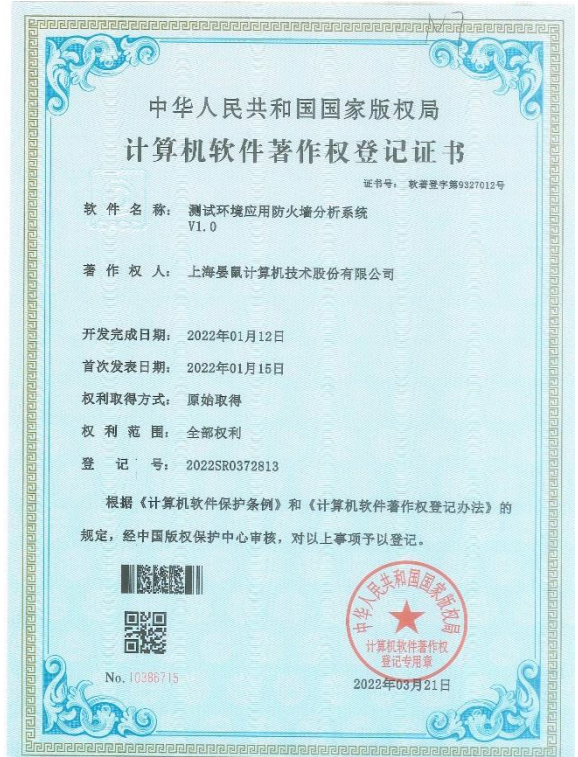 中华人民共和国国家版权局
计算机软件著作权登记证书
证书号： 软著登字第9327012号
软件名称： 测试环境应用防火墙分析系统
V1.0
著作权人： 上海晏鼠计算机技术股份有限公司
开发完成日期： 2022年01月12日
首次发表日期： 2022年01月15日
权利取得方式： 原始取得
权利范围： 全部权利
登记号： 2022SR0372813
根据《计算机软件保护条例》和《计算机软件著作权登记办法》的
规定，经中国版权保护中心审核，对以上事项予以登记。
中华人民共和国国家版权局
计算机软件著作权
登记专用章
No. 10386715
2022年03月21日